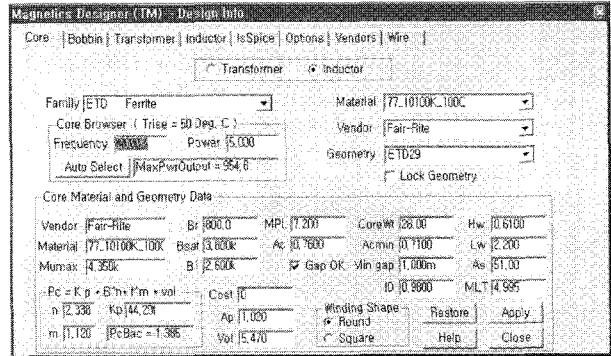 Magnetics Designer (TM) - Design Info
Core Bobbin Transformer Inductor IsSpice Options Vendors Wire
Transformer Inductor
Family ETD Ferrite Material 77_10100K_100C
Core Browser ( Trise = 50 Deg. C ) Vendor Fair-Rite
Frequency Power 5.000 Geometry ETD29
Auto Select MaxPwrOutput = 954.6 Lock Geometry
Core Material and Geometry Data
Vendor Fair-Rite Br 800.0 MPL 7.200 CoreWt 28.00 Hw 0.6100
Material 77_10100K_100C Bsat 3.800k Ac 0.7600 Acmin 0.7100 Lw 2.200
Mumax 4.350k B1 2.600k Gap OK Min gap 1.000m As 51.00
Pc = K p * B^n * f^m * vol Cost 0 ID 0.9800 MLT 4.995
n 2.338 Kp Ap 1.020 Winding Shape Restore Apply
Round
m 1.120 PcBac = 1.386 Vol 5.470 Square Help Close